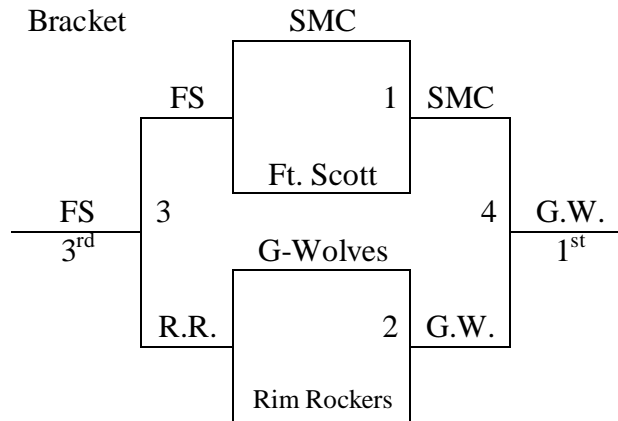 Bracket SMC
FS 1 SMC
Ft. Scott
FS 3 4 G.W.
3rd 1st
G-Wolves
R.R. 2 G.W.
Rim Rockers